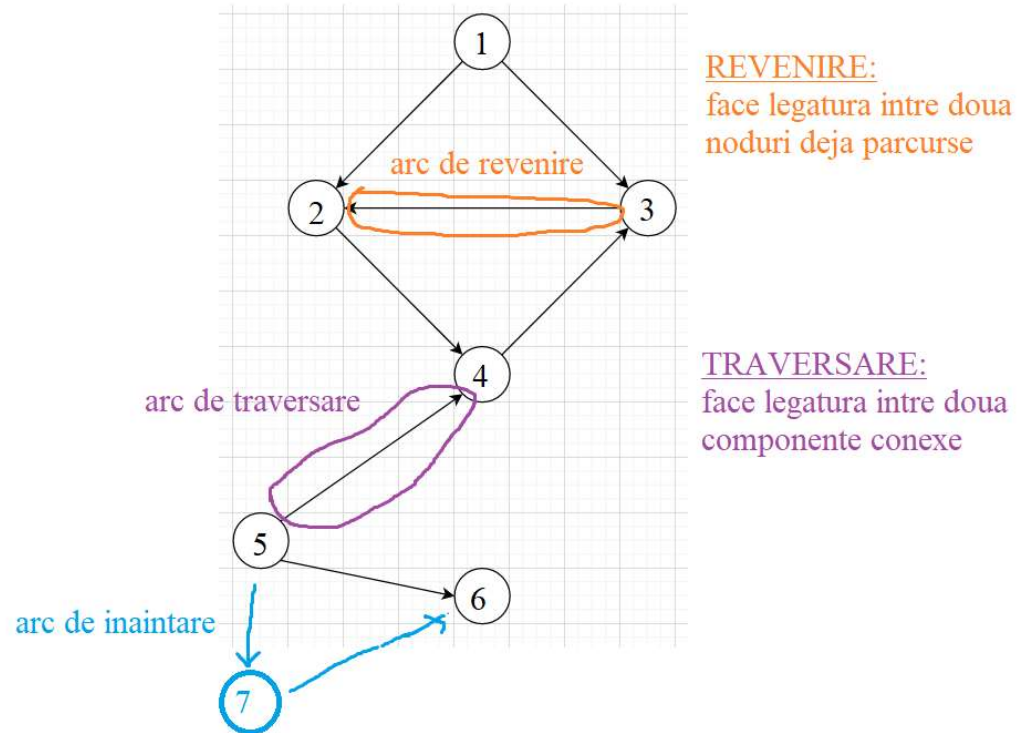 1
REVENIRE:
face legatura intre doua
noduri deja parcurse
arc de revenire
2
3
4
TRAVERSARE:
face legatura intre doua
componente conexe
arc de traversare
5
6
arc de inaintare
7